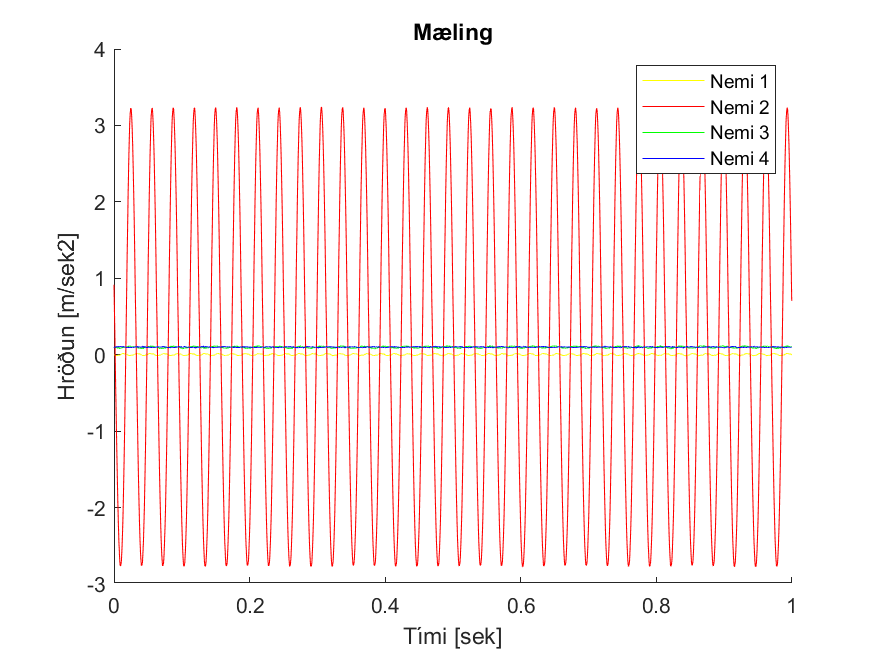 Mæling
4
3
2
1
0
-1
-2
-3
Hröðun [m/sek2]
Nemi 1
Nemi 2
Nemi 3
Nemi 4
0 0.2 0.4 0.6 0.8 1
Tími [sek]